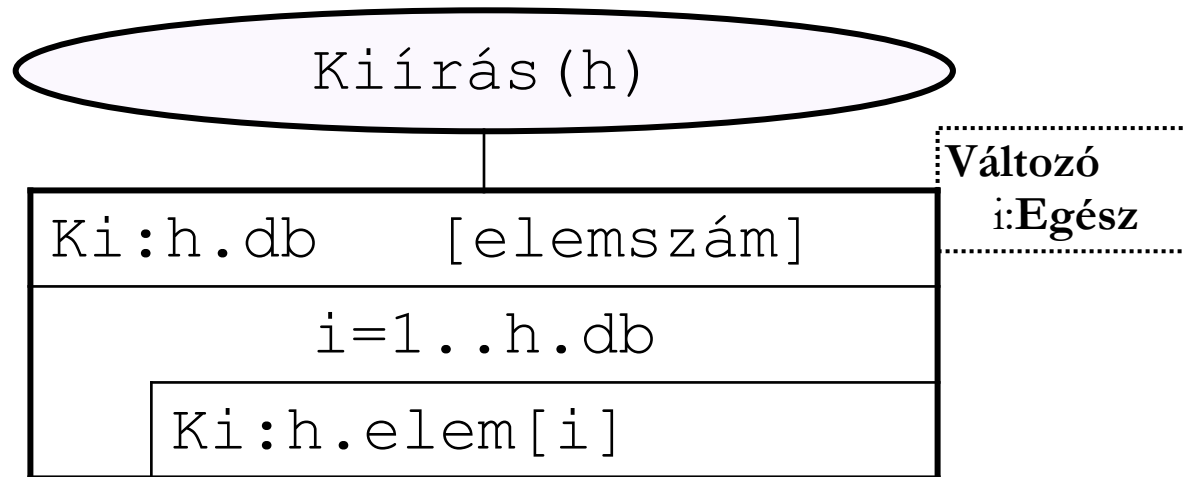 Kiírás(h)
Változó
i:Egész
Ki:h.db [elemszám]
i=1..h.db
Ki:h.elem[i]